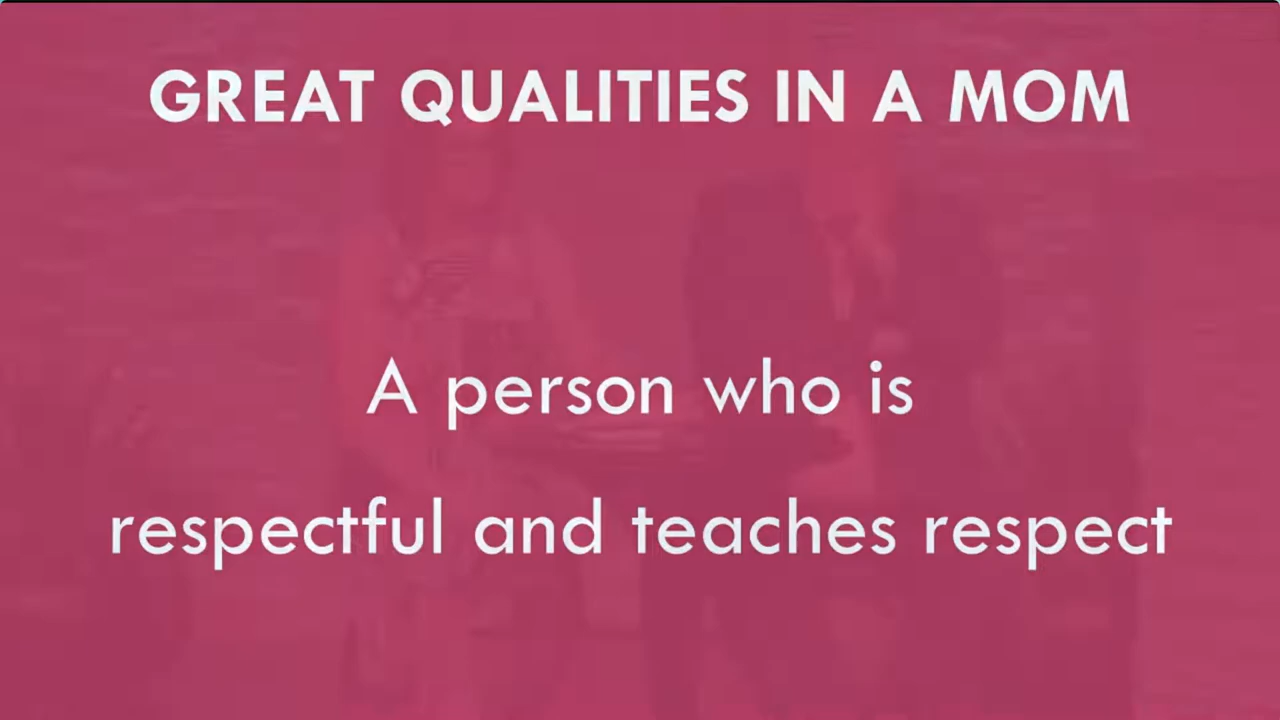 GREAT QUALITIES IN A MOM
A person who is
respectful and teaches respect